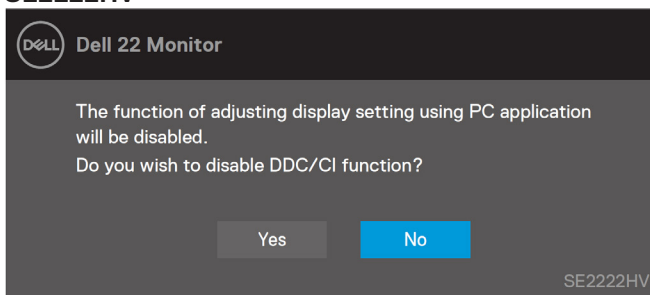 DELL
Dell 22 Monitor
The function of adjusting display setting using PC application
will be disabled.
Do you wish to disable DDC/CI function?
Yes
No
SE2222HV